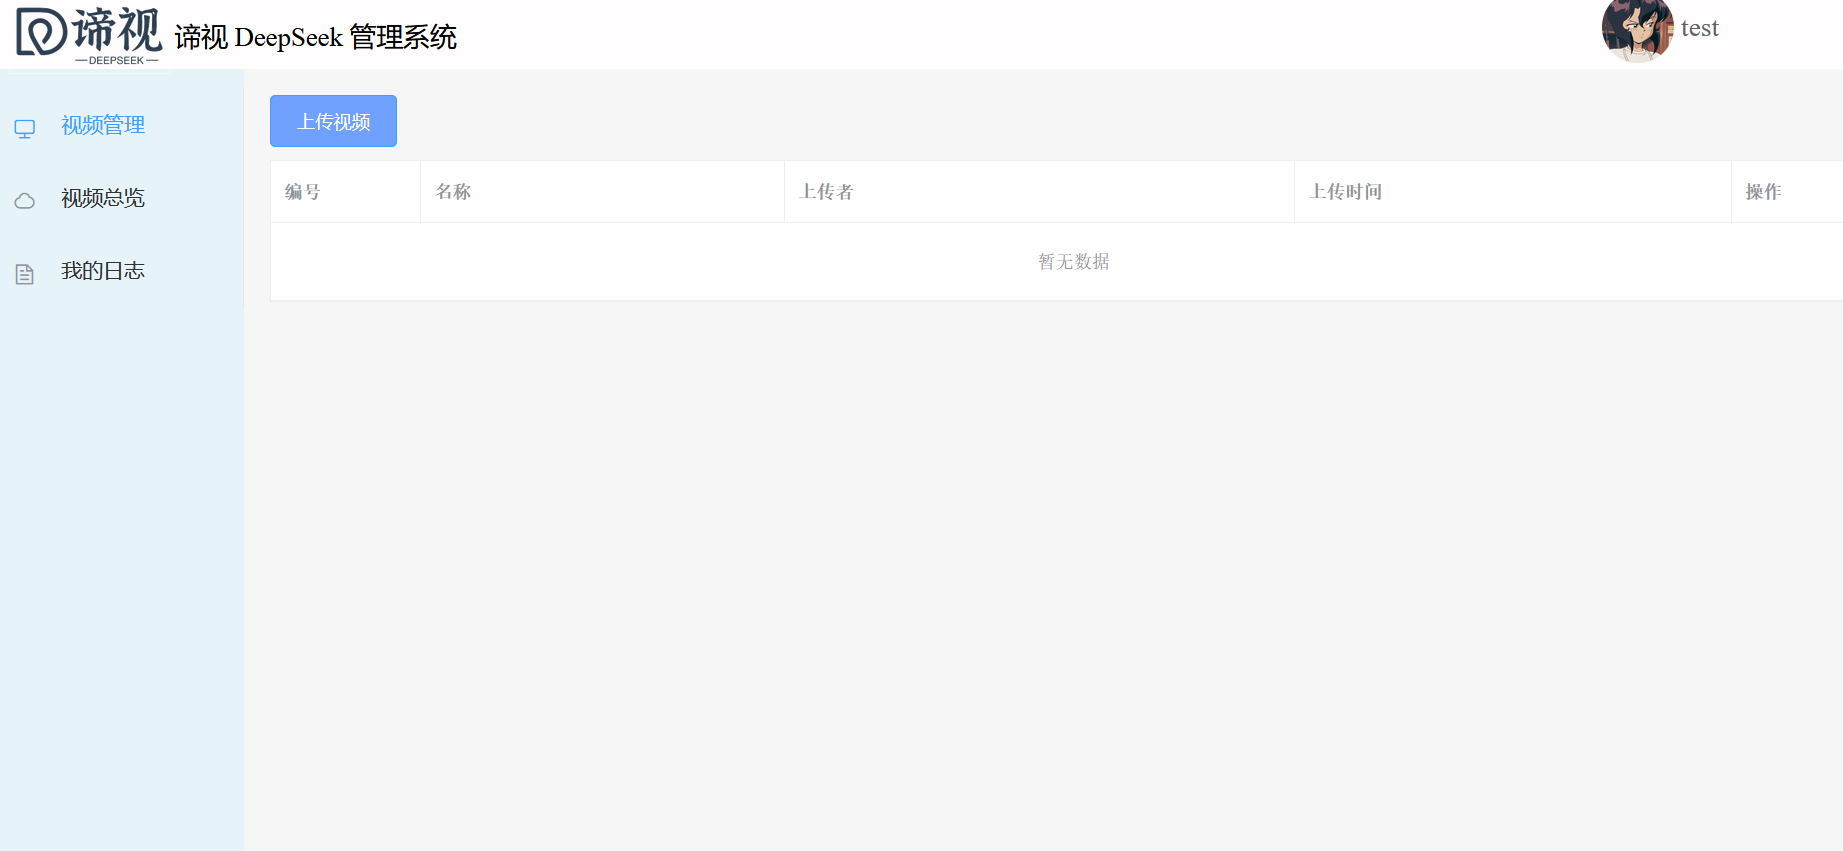 谛视
DEEPSEEK
谛视 DeepSeek 管理系统
test
视频管理
视频总览
我的日志
上传视频
编号 名称 上传者 上传时间 操作
暂无数据